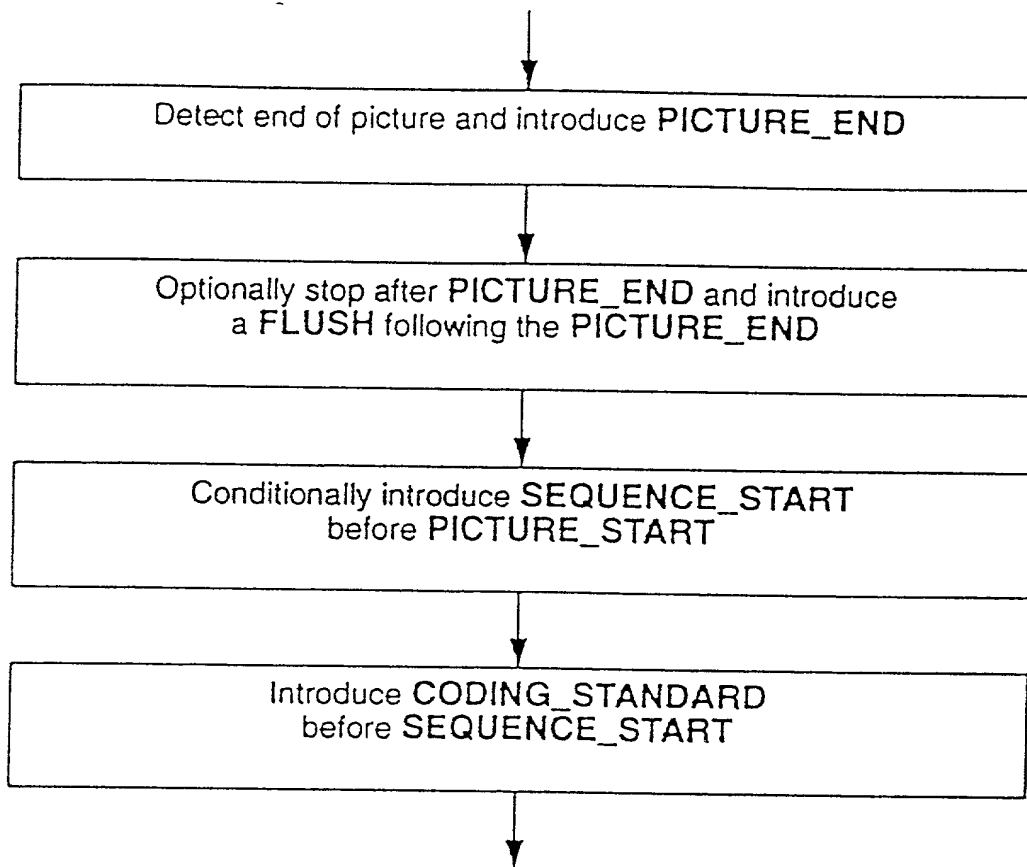 Detect end of picture and introduce PICTURE_END
Optionally stop after PICTURE_END and introduce
a FLUSH following the PICTURE_END
Conditionally introduce SEQUENCE_START
before PICTURE_START
Introduce CODING_STANDARD
before SEQUENCE_START